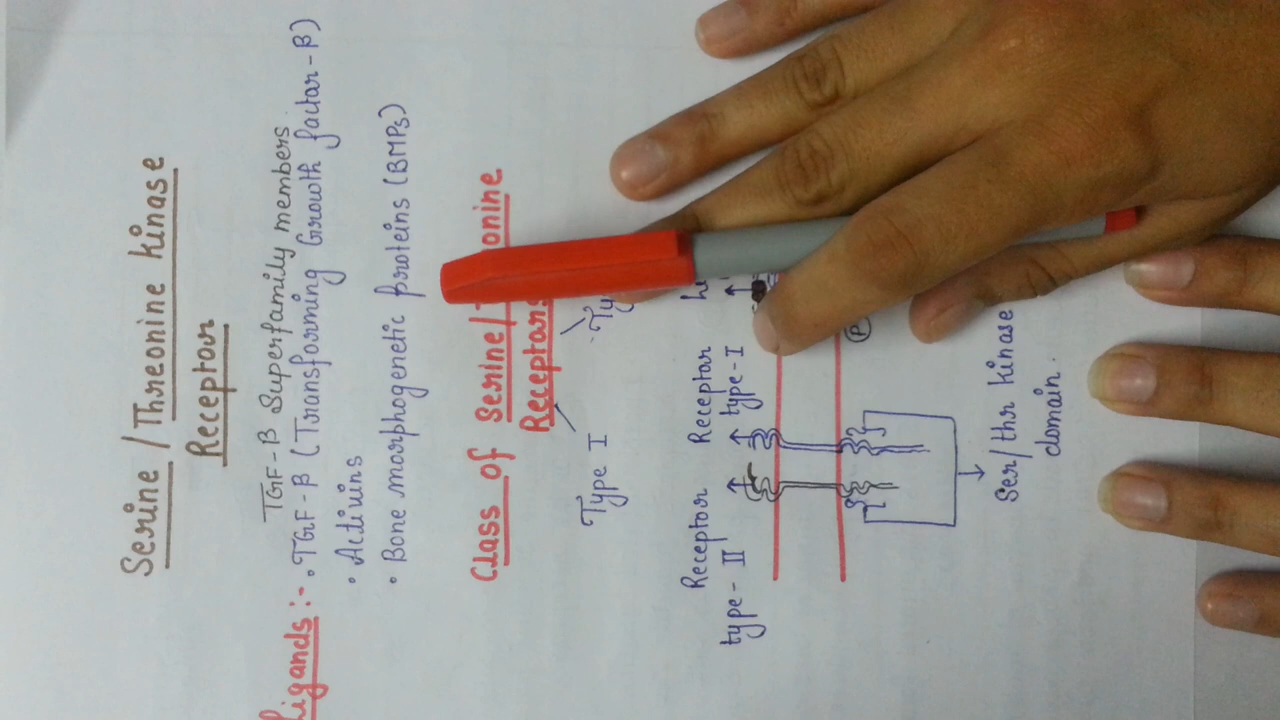 Serine/Threonine kinase
Receptor
TGF-β Superfamily members
Ligands:- • TGF-β (Transforming Growth factor-β)
• Activins
• Bone morphogenetic proteins (BMPs)
Class of Serine/
Receptors
Type I
Receptor
type-II
Receptor
type-I
P
Ser/thr kinase
domain.